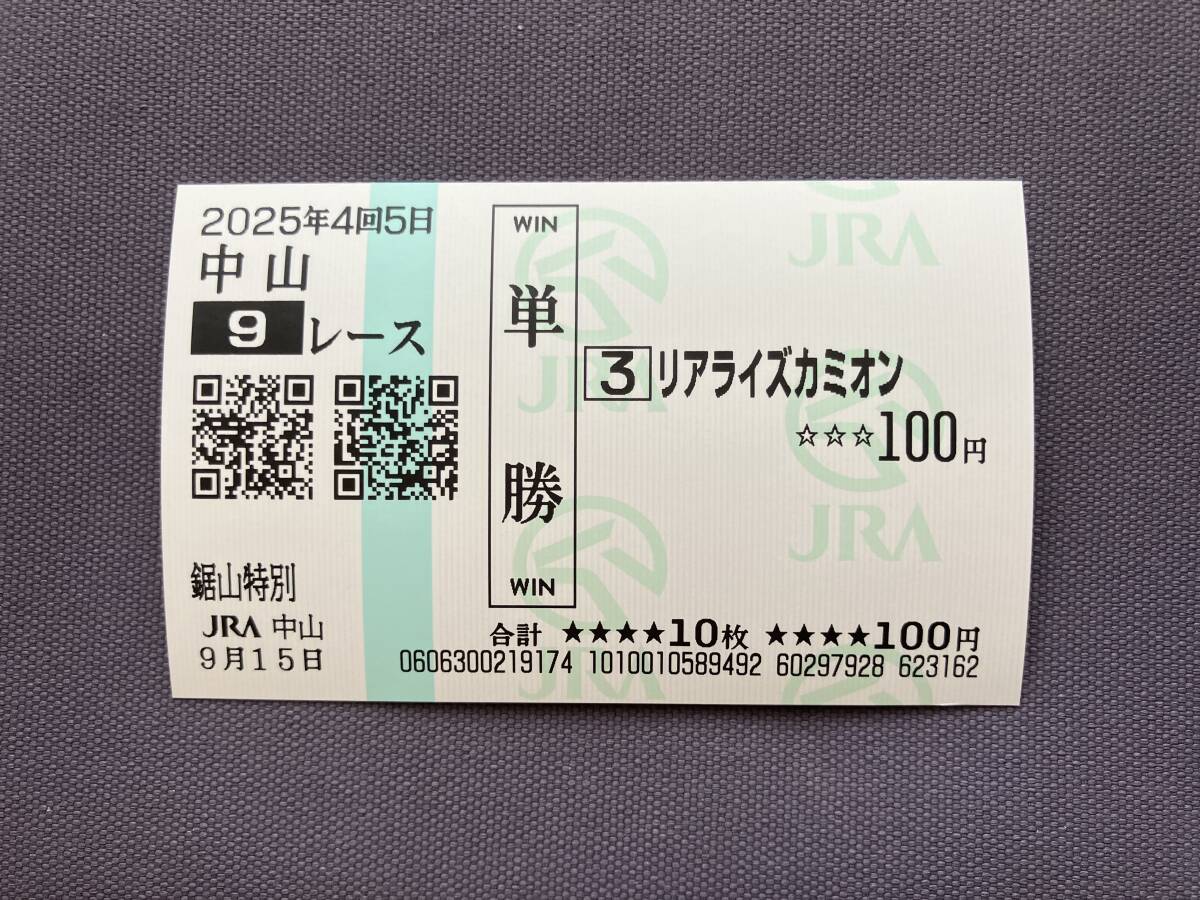 2025年4回5日
中山
9レース
WIN
単勝
WIN
3リアライズカミオン
☆☆☆100円
鋸山特別
JRA 中山
9月15日
合計 ★★★★10枚 ★★★★100円
0606300219174 1010010589492 60297928 623162
JRA
JRA
JRA
JRA